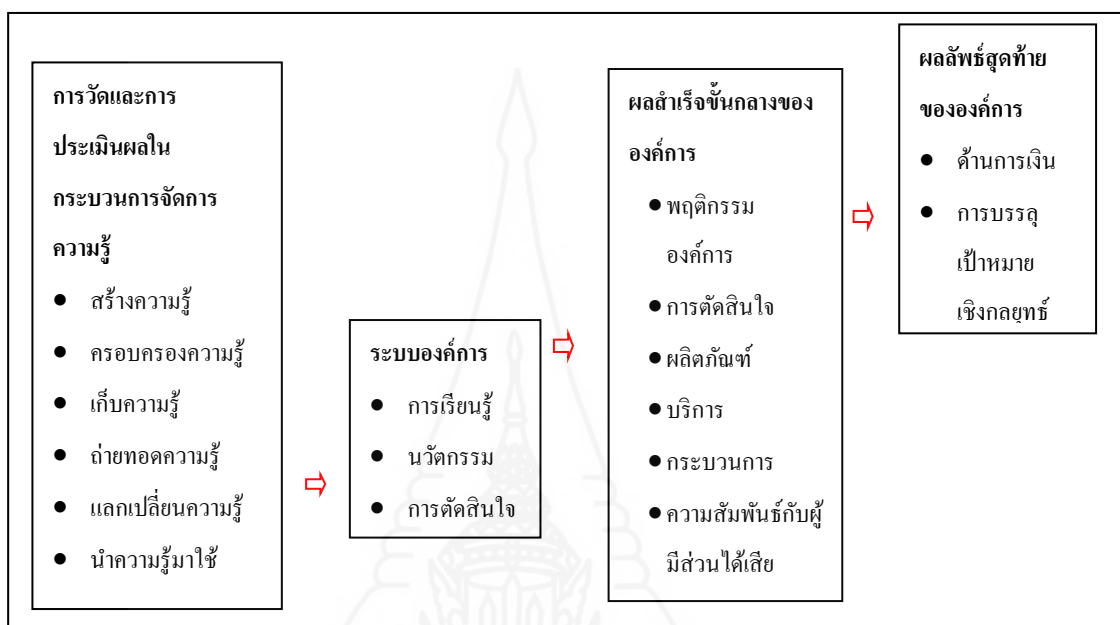 การวัดและการ
ประเมินผลใน
กระบวนการจัดการ
ความรู้
● สร้างความรู้
● ครอบครองความรู้
● เก็บความรู้
● ถ่ายทอดความรู้
● แลกเปลี่ยนความรู้
● นำความรู้มาใช้
ระบบองค์การ
● การเรียนรู้
● นวัตกรรม
● การตัดสินใจ
ผลสำเร็จขั้นกลางของ
องค์การ
● พฤติกรรม
องค์การ
● การตัดสินใจ
● ผลิตภัณฑ์
● บริการ
● กระบวนการ
● ความสัมพันธ์กับผู้
มีส่วนได้เสีย
ผลลัพธ์สุดท้าย
ขององค์การ
● ด้านการเงิน
● การบรรลุ
เป้าหมาย
เชิงกลยุทธ์